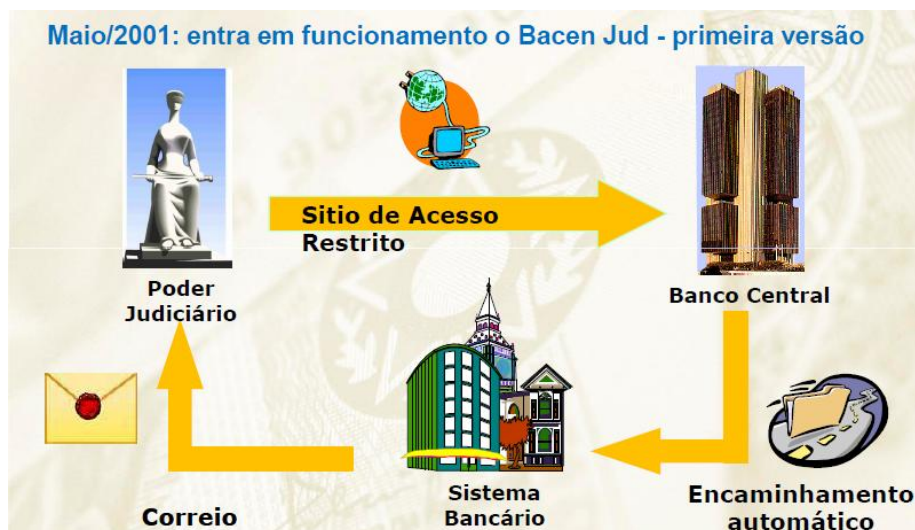 Maio/2001: entra em funcionamento o Bacen Jud - primeira versão
Sitio de Acesso
Restrito
Poder
Judiciário
Banco Central
Sistema
Bancário
Correio
Encaminhamento
automático